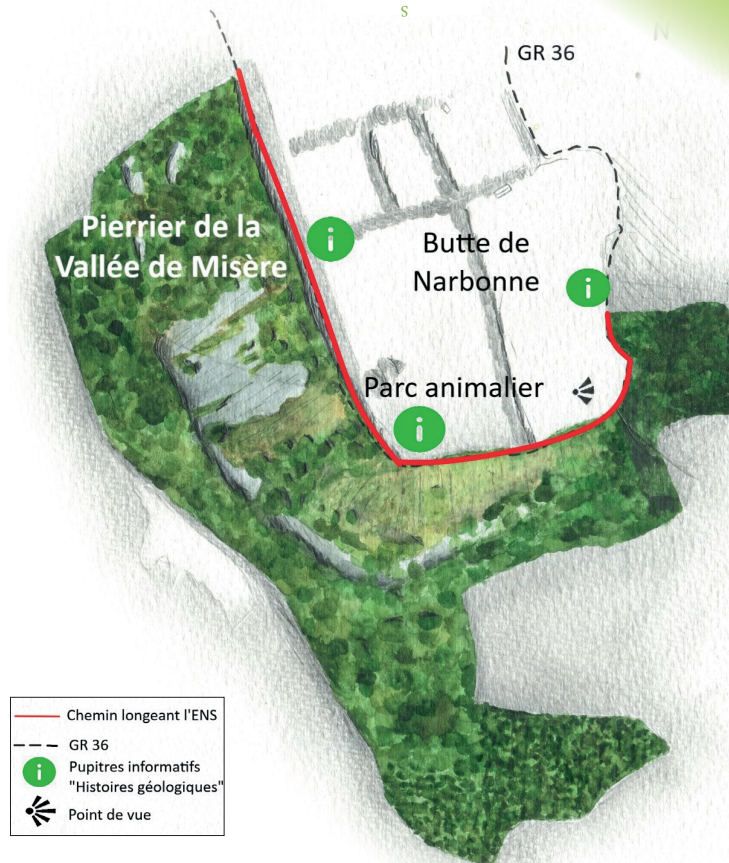 S
N
GR 36
Pierrier de la
Vallée de Misère
Butte de
Narbonne
Parc animalier
Chemin longeant l'ENS
GR 36
Pupitres informatifs
"Histoires géologiques"
Point de vue